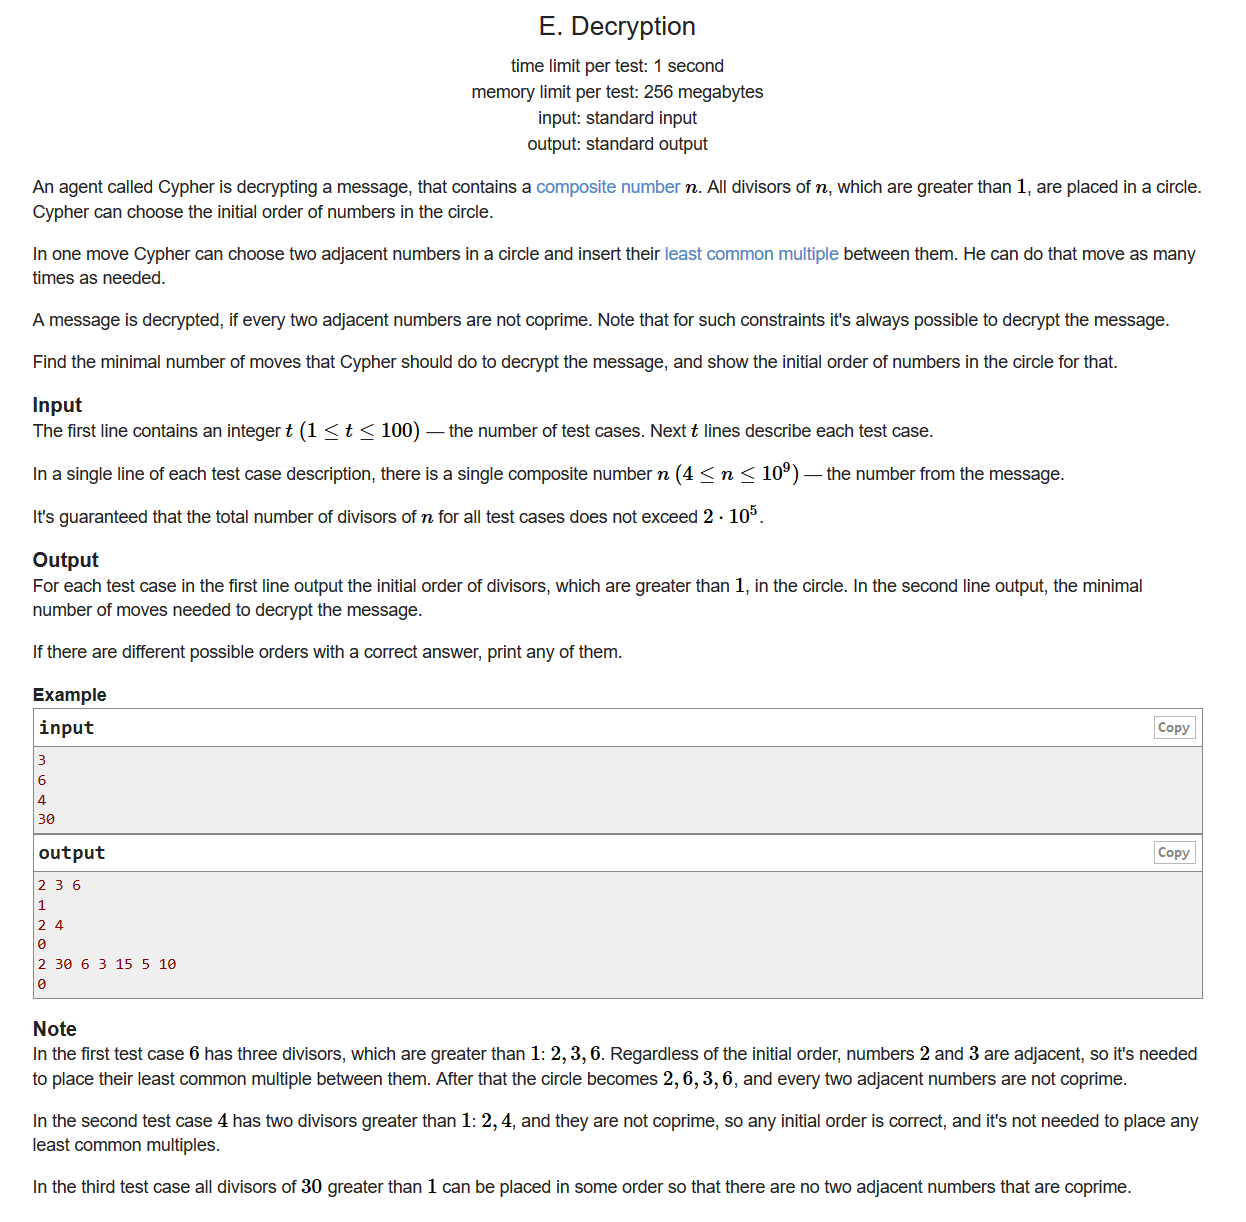 E. Decryption
time limit per test: 1 second
memory limit per test: 256 megabytes
input: standard input
output: standard output
An agent called Cypher is decrypting a message, that contains a composite number n. All divisors of n, which are greater than 1, are placed in a circle.
Cypher can choose the initial order of numbers in the circle.
In one move Cypher can choose two adjacent numbers in a circle and insert their least common multiple between them. He can do that move as many
times as needed.
A message is decrypted, if every two adjacent numbers are not coprime. Note that for such constraints it's always possible to decrypt the message.
Find the minimal number of moves that Cypher should do to decrypt the message, and show the initial order of numbers in the circle for that.
Input
The first line contains an integer t (1 ≤ t ≤ 100) — the number of test cases. Next t lines describe each test case.
In a single line of each test case description, there is a single composite number n (4 ≤ n ≤ 10⁹) — the number from the message.
It's guaranteed that the total number of divisors of n for all test cases does not exceed 2 · 10⁵.
Output
For each test case in the first line output the initial order of divisors, which are greater than 1, in the circle. In the second line output, the minimal
number of moves needed to decrypt the message.
If there are different possible orders with a correct answer, print any of them.
Example
input Copy
3
6
4
30
output Copy
2 3 6
1
2 4
0
2 30 6 3 15 5 10
0
Note
In the first test case 6 has three divisors, which are greater than 1: 2, 3, 6. Regardless of the initial order, numbers 2 and 3 are adjacent, so it's needed
to place their least common multiple between them. After that the circle becomes 2, 6, 3, 6, and every two adjacent numbers are not coprime.
In the second test case 4 has two divisors greater than 1: 2, 4, and they are not coprime, so any initial order is correct, and it's not needed to place any
least common multiples.
In the third test case all divisors of 30 greater than 1 can be placed in some order so that there are no two adjacent numbers that are coprime.